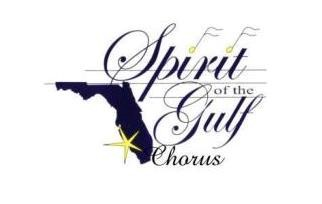 Spirit
of the
Gulf
Chorus